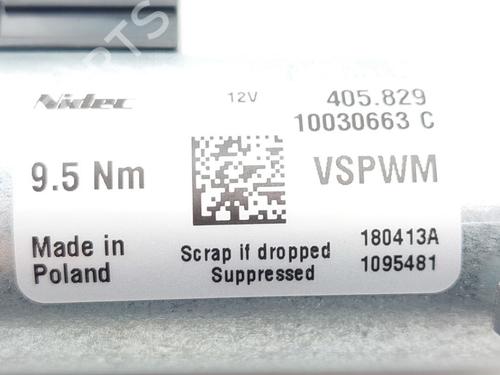 Nidec
12V
405.829
10030663 C
9.5 Nm
VSPWM
Made in
Poland
Scrap if dropped
Suppressed
180413A
1095481